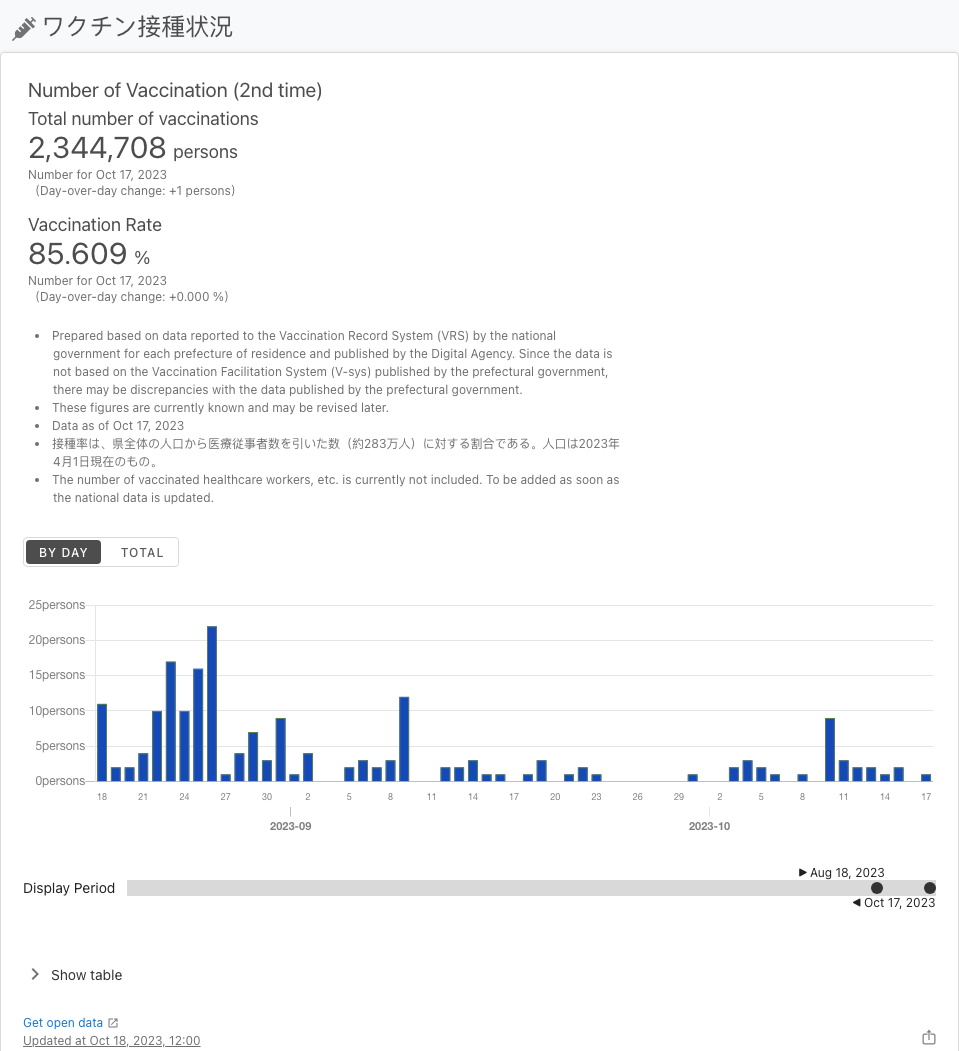 ワクチン接種状況
Number of Vaccination (2nd time)
Total number of vaccinations
2,344,708 persons
Number for Oct 17, 2023
（Day-over-day change: +1 persons）
Vaccination Rate
85.609 %
Number for Oct 17, 2023
（Day-over-day change: +0.000 %）
• Prepared based on data reported to the Vaccination Record System (VRS) by the national
government for each prefecture of residence and published by the Digital Agency. Since the data is
not based on the Vaccination Facilitation System (V-sys) published by the prefectural government,
there may be discrepancies with the data published by the prefectural government.
• These figures are currently known and may be revised later.
• Data as of Oct 17, 2023
• 接種率は、県全体の人口から医療従事者数を引いた数（約283万人）に対する割合である。人口は2023年
4月1日現在のもの。
• The number of vaccinated healthcare workers, etc. is currently not included. To be added as soon as
the national data is updated.
BY DAY TOTAL
25persons
20persons
15persons
10persons
5persons
0persons
18 21 24 27 30 2 5 8 11 14 17 20 23 26 29 2 5 8 11 14 17
2023-09 2023-10
Aug 18, 2023
Display Period
Oct 17, 2023
Show table
Get open data
Updated at Oct 18, 2023, 12:00